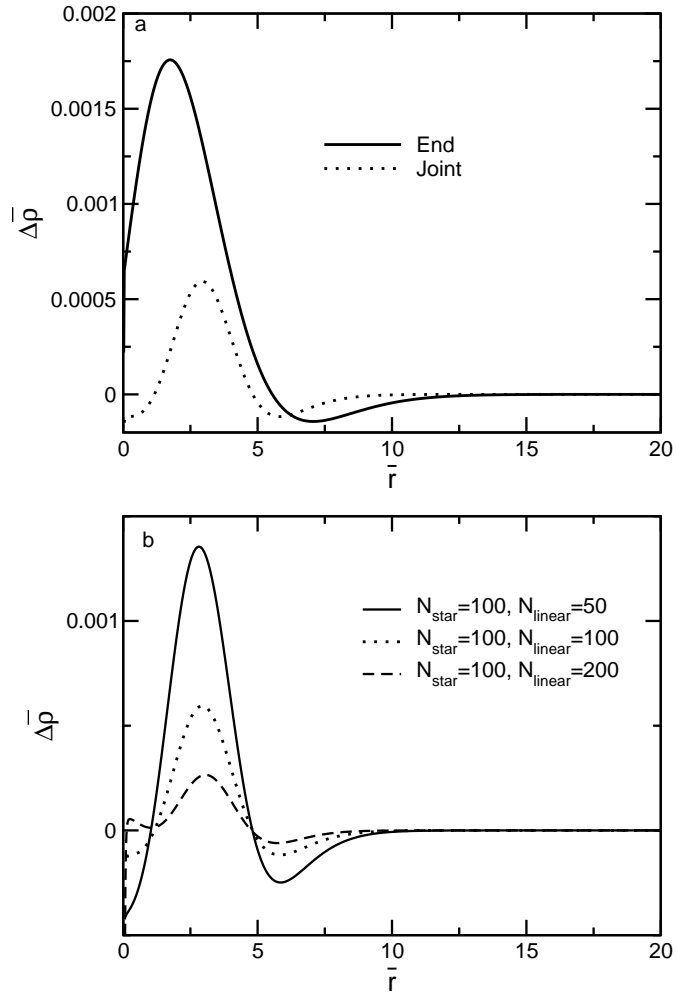 a
0.002
0.0015
0.001
0.0005
0
Δρ̄
End
Joint
0 5 10 15 20
r̄
b
0.001
0
Δρ̄
N_star=100, N_linear=50
N_star=100, N_linear=100
N_star=100, N_linear=200
0 5 10 15 20
r̄